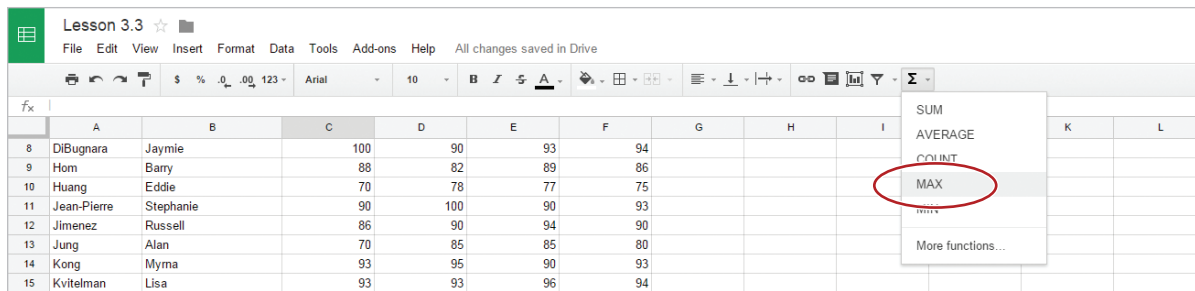 Lesson 3.3
File Edit View Insert Format Data Tools Add-ons Help All changes saved in Drive
$ % .0 .00 123 Arial 10 B I S A Σ
fx
A B C D E F G H I K L
8 DiBugnara Jaymie 100 90 93 94
9 Hom Barry 88 82 89 86
10 Huang Eddie 70 78 77 75
11 Jean-Pierre Stephanie 90 100 90 93
12 Jimenez Russell 86 90 94 90
13 Jung Alan 70 85 85 80
14 Kong Myrna 93 95 90 93
15 Kvitelman Lisa 93 93 96 94
SUM
AVERAGE
COUNT
MAX
MIN
More functions...